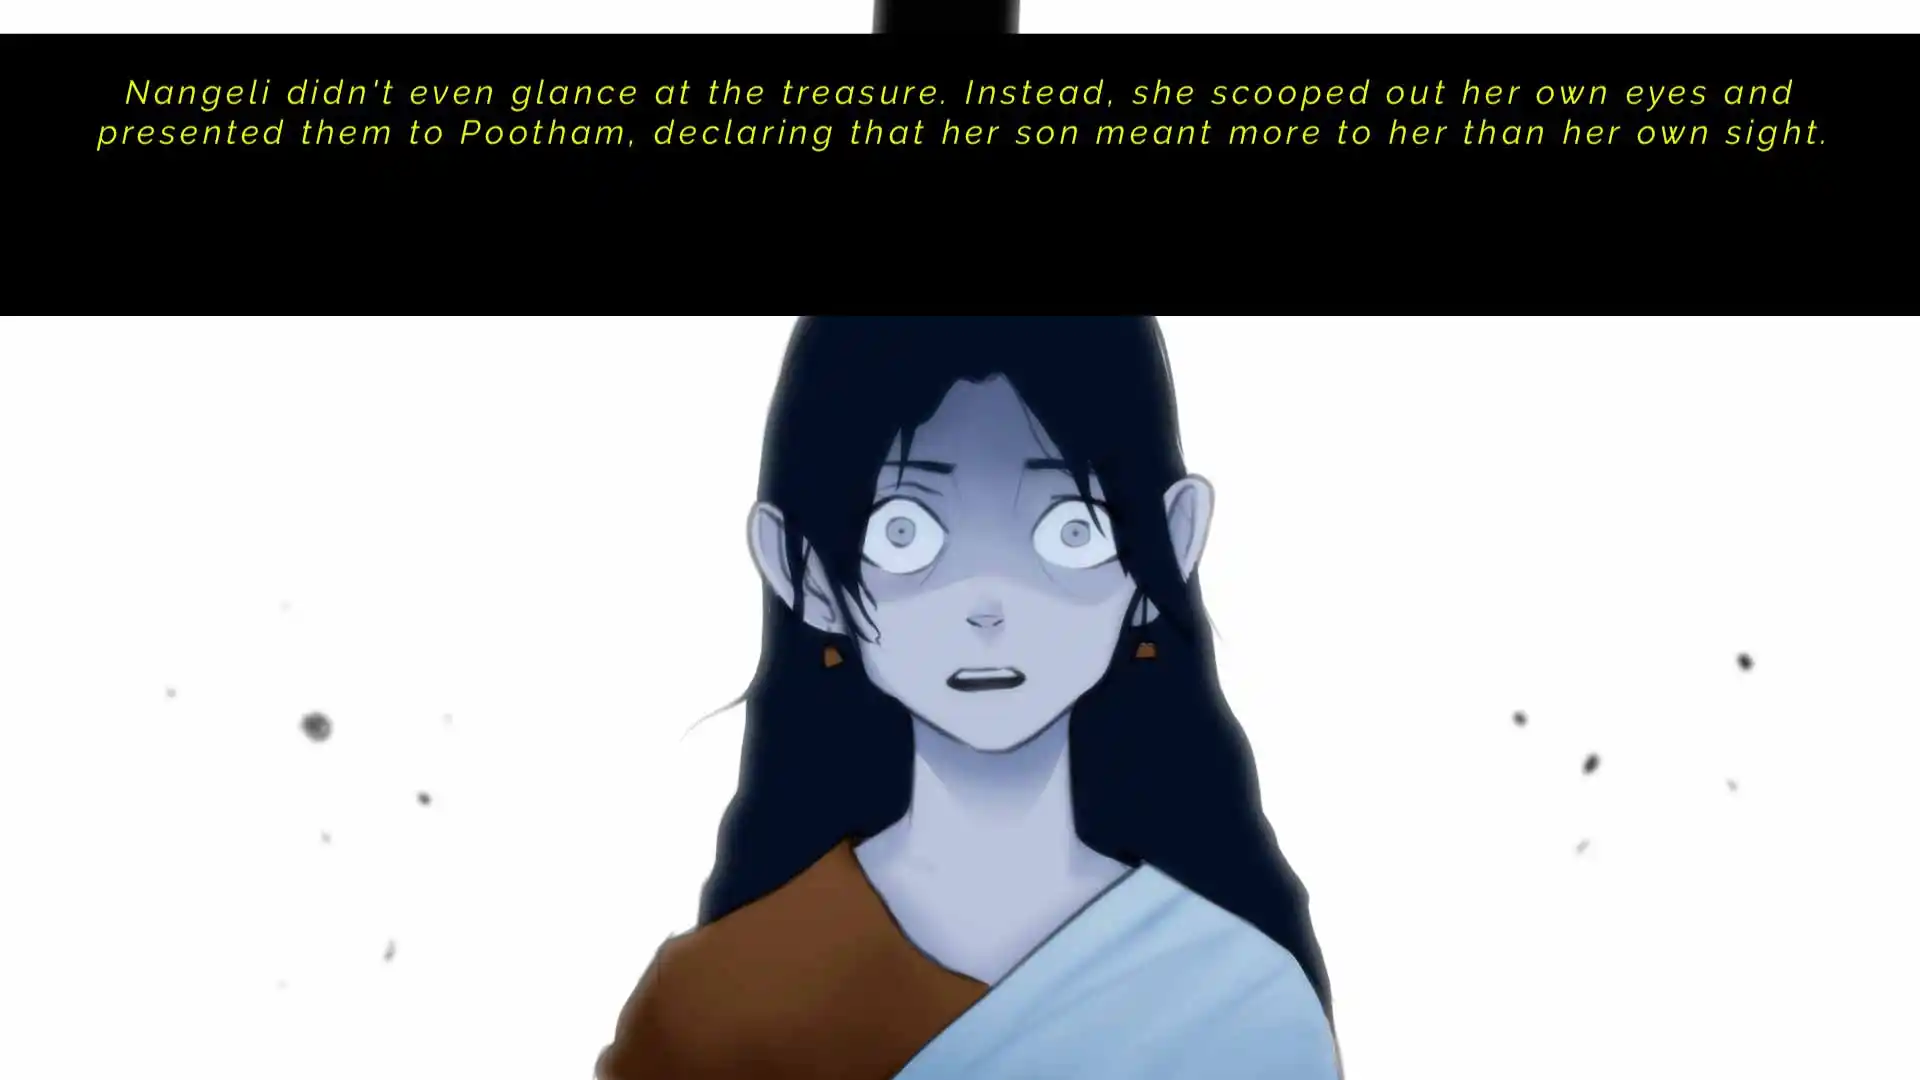 Nangeli didn't even glance at the treasure. Instead, she scooped out her own eyes and
presented them to Pootham, declaring that her son meant more to her than her own sight.